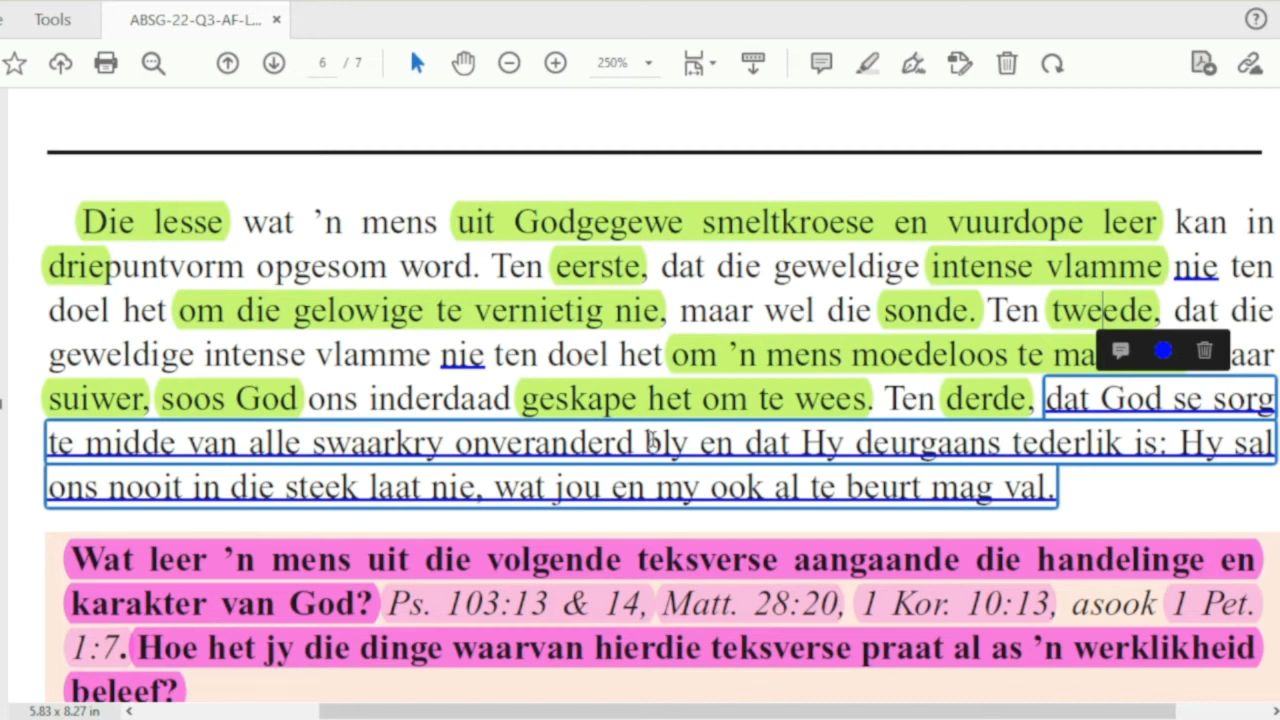 Tools
ABSG-22-Q3-AF-L... ×
6 / 7
250%
Die lesse wat ’n mens uit Godgegewe smeltkroese en vuurdope leer kan in
driepuntvorm opgesom word. Ten eerste, dat die geweldige intense vlamme nie ten
doel het om die gelowige te vernietig nie, maar wel die sonde. Ten tweede, dat die
geweldige intense vlamme nie ten doel het om ’n mens moedeloos te
suiwer, soos God ons inderdaad geskape het om te wees. Ten derde, dat God se sorg
te midde van alle swaarkry onveranderd bly en dat Hy deurgaans tederlik is: Hy sal
ons nooit in die steek laat nie, wat jou en my ook al te beurt mag val.
Wat leer ’n mens uit die volgende teksverse aangaande die handelinge en
karakter van God? Ps. 103:13 & 14, Matt. 28:20, 1 Kor. 10:13, asook 1 Pet.
1:7. Hoe het jy die dinge waarvan hierdie teksverse praat al as ’n werklikheid
beleef?
5.83 x 8.27 in